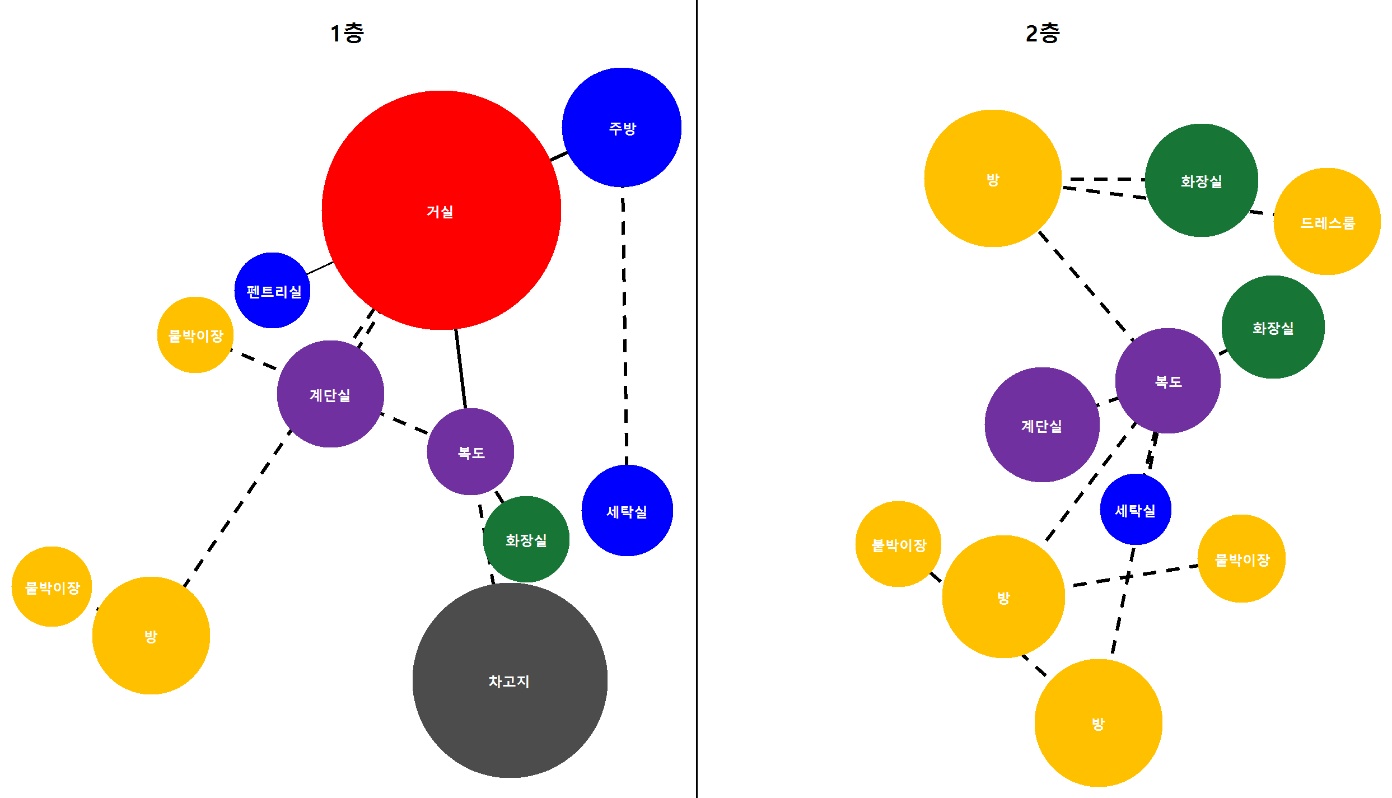 1층
주방
거실
펜트리실
붙박이장
계단실
복도
세탁실
화장실
붙박이장
방
차고지
2층
방
화장실
드레스룸
화장실
복도
계단실
세탁실
붙박이장
붙박이장
방
방